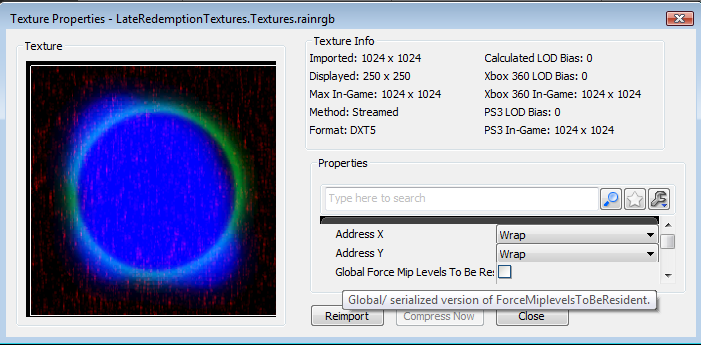 Texture Properties - LateRedemptionTextures.Textures.rainrgb
Texture
Texture Info
Imported: 1024 x 1024
Displayed: 250 x 250
Max In-Game: 1024 x 1024
Method: Streamed
Format: DXT5
Calculated LOD Bias: 0
Xbox 360 LOD Bias: 0
Xbox 360 In-Game: 1024 x 1024
PS3 LOD Bias: 0
PS3 In-Game: 1024 x 1024
Properties
Type here to search
Address X Wrap
Address Y Wrap
Global Force Mip Levels To Be Res
Global/ serialized version of ForceMiplevelsToBeResident.
Reimport Compress Now Close